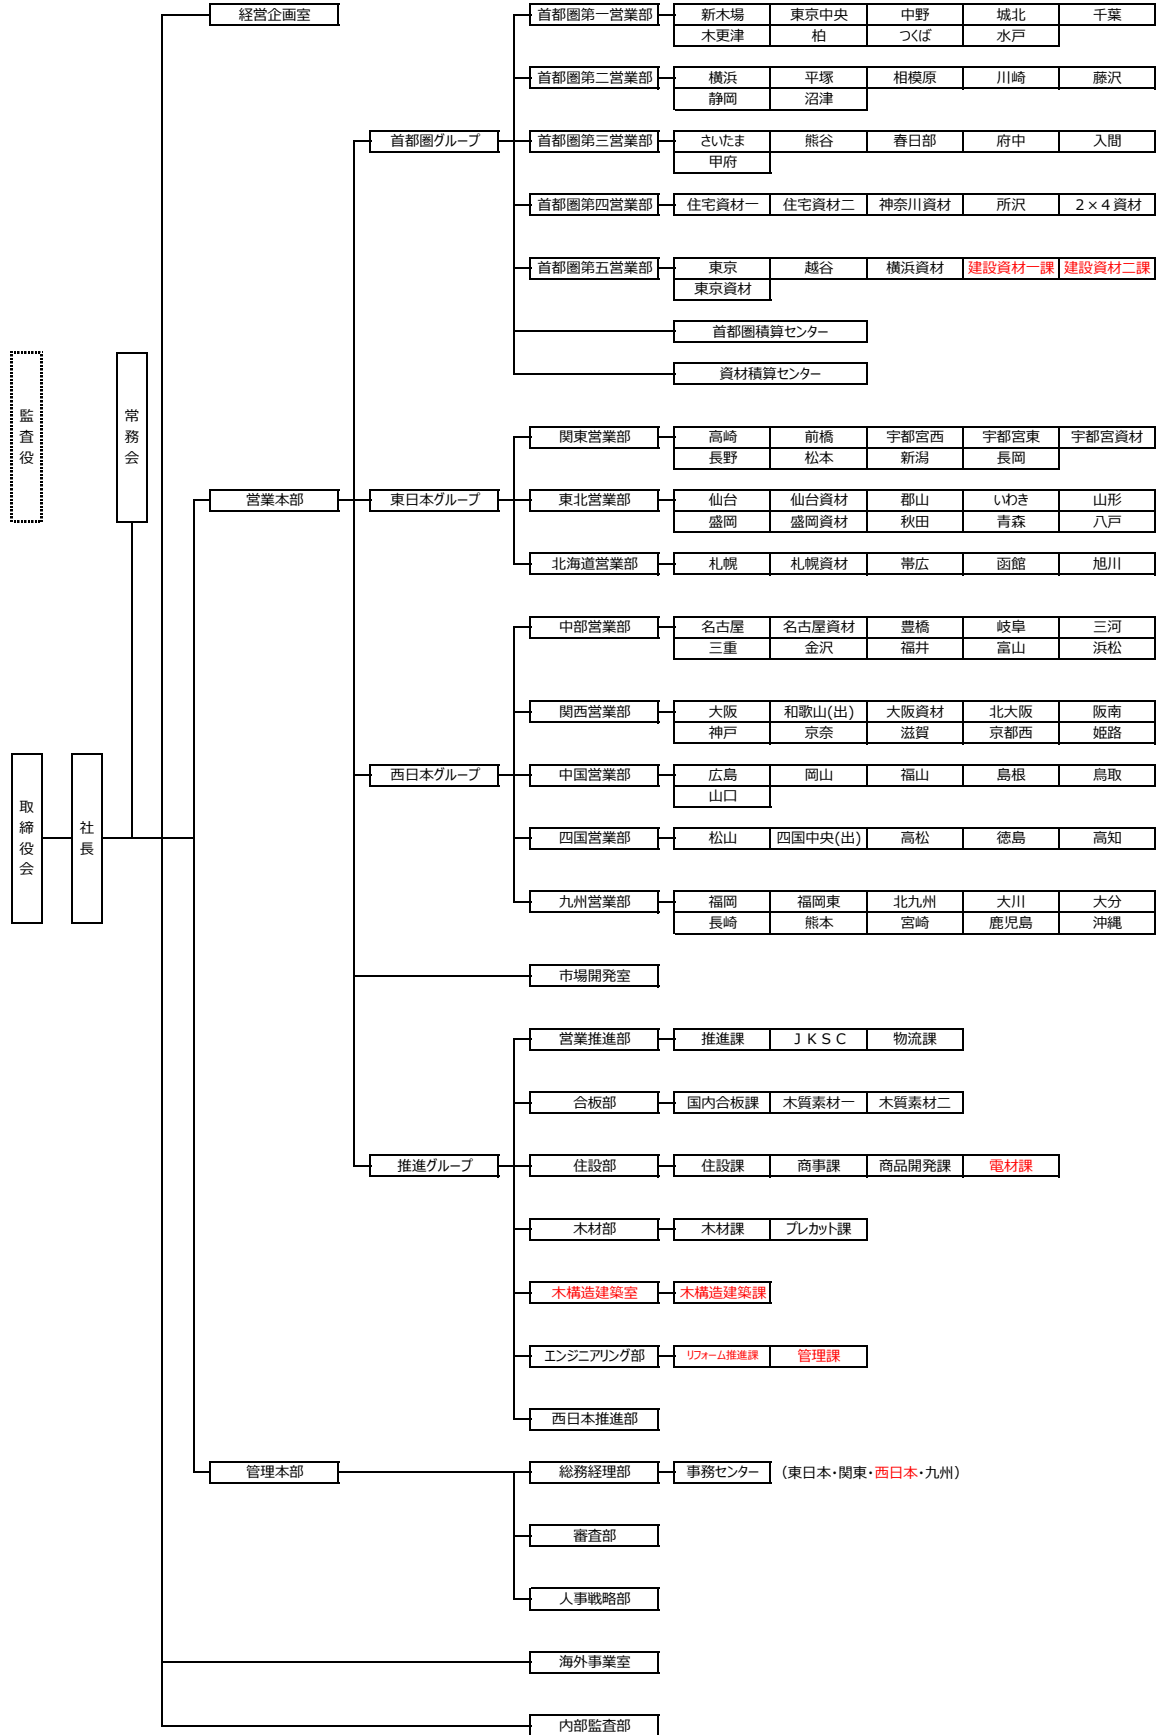 経営企画室
首都圏第一営業部 新木場 東京中央 中野 城北 千葉
木更津 柏 つくば 水戸
首都圏第二営業部 横浜 平塚 相模原 川崎 藤沢
静岡 沼津
首都圏グループ 首都圏第三営業部 さいたま 熊谷 春日部 府中 入間
甲府
首都圏第四営業部 住宅資材一 住宅資材二 神奈川資材 所沢 2×4資材
首都圏第五営業部 東京 越谷 横浜資材 建設資材一課 建設資材二課
東京資材
首都圏積算センター
資材積算センター
監査役
常務会
関東営業部 高崎 前橋 宇都宮西 宇都宮東 宇都宮資材
長野 松本 新潟 長岡
営業本部 東日本グループ 東北営業部 仙台 仙台資材 郡山 いわき 山形
盛岡 盛岡資材 秋田 青森 八戸
北海道営業部 札幌 札幌資材 帯広 函館 旭川
中部営業部 名古屋 名古屋資材 豊橋 岐阜 三河
三重 金沢 福井 富山 浜松
関西営業部 大阪 和歌山(出) 大阪資材 北大阪 阪南
神戸 京奈 滋賀 京都西 姫路
西日本グループ 中国営業部 広島 岡山 福山 島根 鳥取
山口
取締役会
社長
四国営業部 松山 四国中央(出) 高松 徳島 高知
九州営業部 福岡 福岡東 北九州 大川 大分
長崎 熊本 宮崎 鹿児島 沖縄
市場開発室
営業推進部 推進課 JKSC 物流課
合板部 国内合板課 木質素材一 木質素材二
推進グループ 住設部 住設課 商事課 商品開発課 電材課
木材部 木材課 プレカット課
木構造建築室 木構造建築課
エンジニアリング部 リフォーム推進課 管理課
西日本推進部
管理本部 総務経理部 事務センター (東日本・関東・西日本・九州)
審査部
人事戦略部
海外事業室
内部監査部